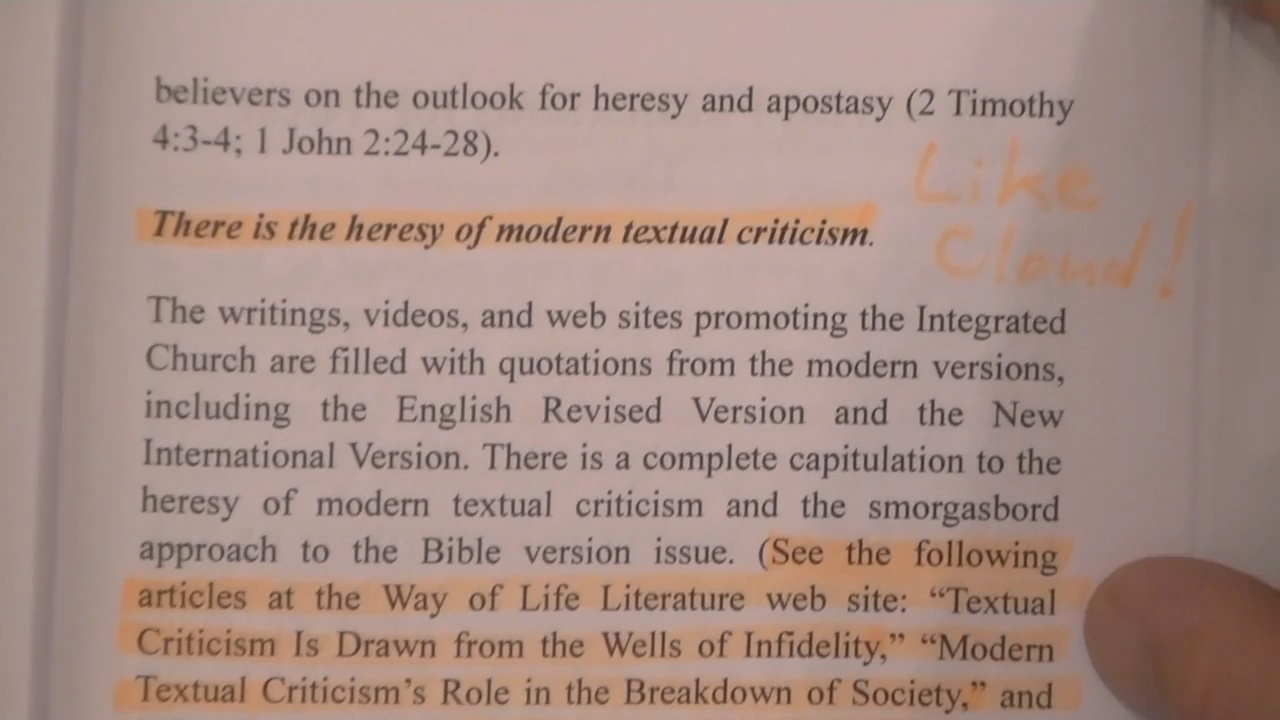 believers on the outlook for heresy and apostasy (2 Timothy
4:3-4; 1 John 2:24-28).
Like
Cloud!
There is the heresy of modern textual criticism.
The writings, videos, and web sites promoting the Integrated
Church are filled with quotations from the modern versions,
including the English Revised Version and the New
International Version. There is a complete capitulation to the
heresy of modern textual criticism and the smorgasbord
approach to the Bible version issue. (See the following
articles at the Way of Life Literature web site: “Textual
Criticism Is Drawn from the Wells of Infidelity,” “Modern
Textual Criticism’s Role in the Breakdown of Society,” and